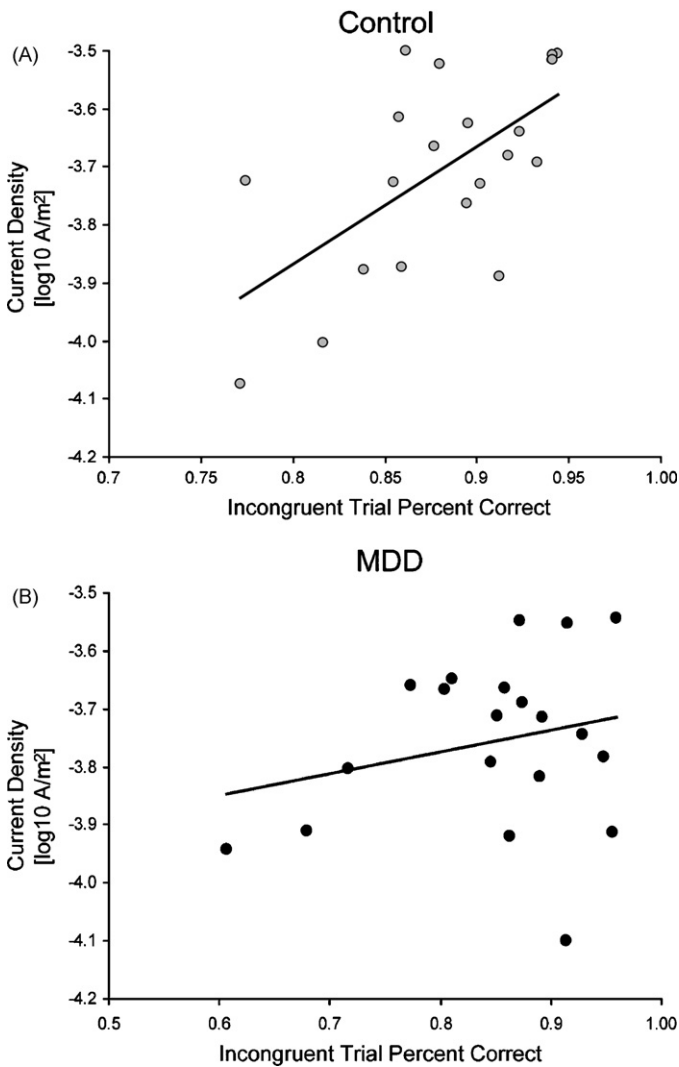 Control
(A)
-3.5
-3.6
-3.7
-3.8
-3.9
-4.0
-4.1
-4.2
Current Density
[log10 A/m²]
0.7 0.75 0.8 0.85 0.9 0.95 1.00
Incongruent Trial Percent Correct
MDD
(B)
-3.5
-3.6
-3.7
-3.8
-3.9
-4.0
-4.1
-4.2
Current Density
[log10 A/m²]
0.5 0.6 0.7 0.8 0.9 1.00
Incongruent Trial Percent Correct